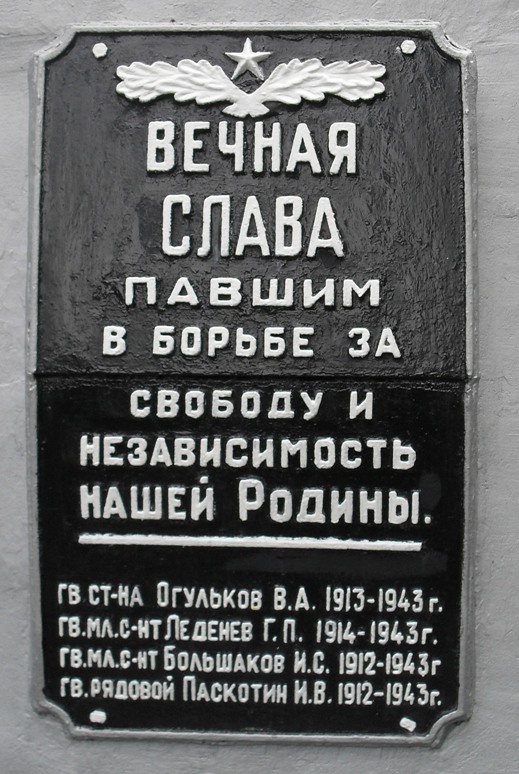 ВЕЧНАЯ
СЛАВА
ПАВШИМ
В БОРЬБЕ ЗА
СВОБОДУ И
НЕЗАВИСИМОСТЬ
НАШЕЙ РОДИНЫ.
ГВ СТ-НА ОГУЛЬКОВ В.А. 1913-1943 г.
ГВ.МЛ.С-НТ ЛЕДЕНЕВ Г.П. 1914-1943г.
ГВ.МЛ.С-НТ БОЛЬШАКОВ И.С. 1912-1943г
ГВ.РЯДОВОЙ ПАСКОТИН И.В. 1912-1943г.